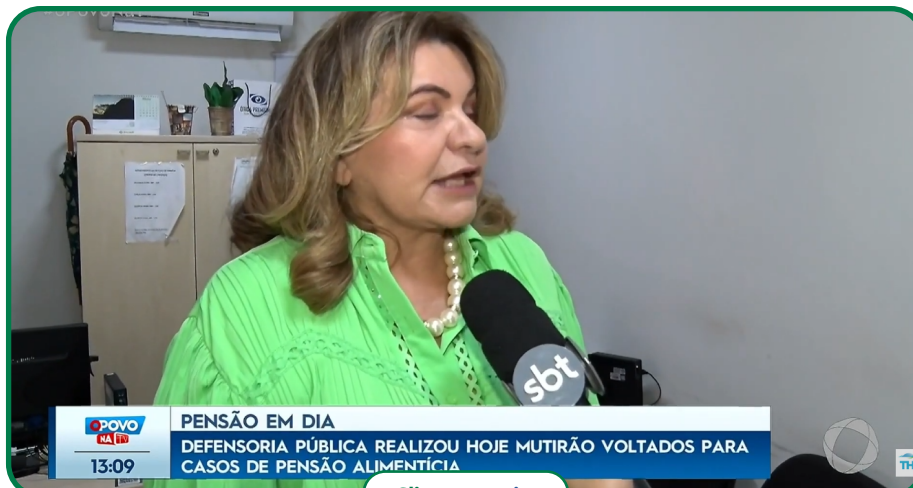 sbt
OPOVO
NA TV
13:09
PENSÃO EM DIA
DEFENSORIA PÚBLICA REALIZOU HOJE MUTIRÃO VOLTADOS PARA
CASOS DE PENSÃO ALIMENTÍCIA
TH